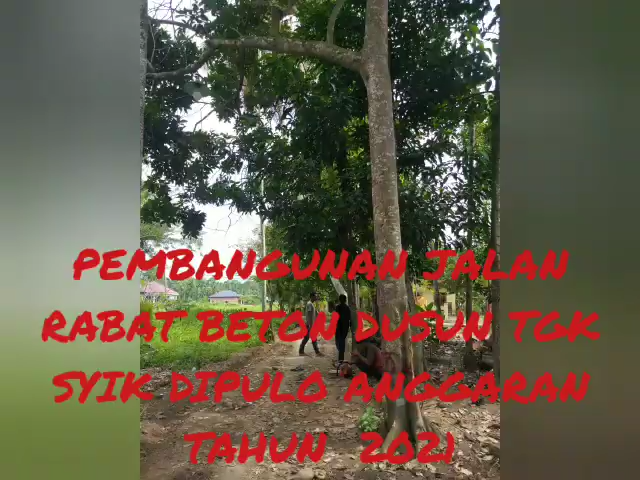 PEMBANGUNAN JALAN
RABAT BETON DUSUN TGK
SYIK DIPULO ANGGARAN
TAHUN 2021